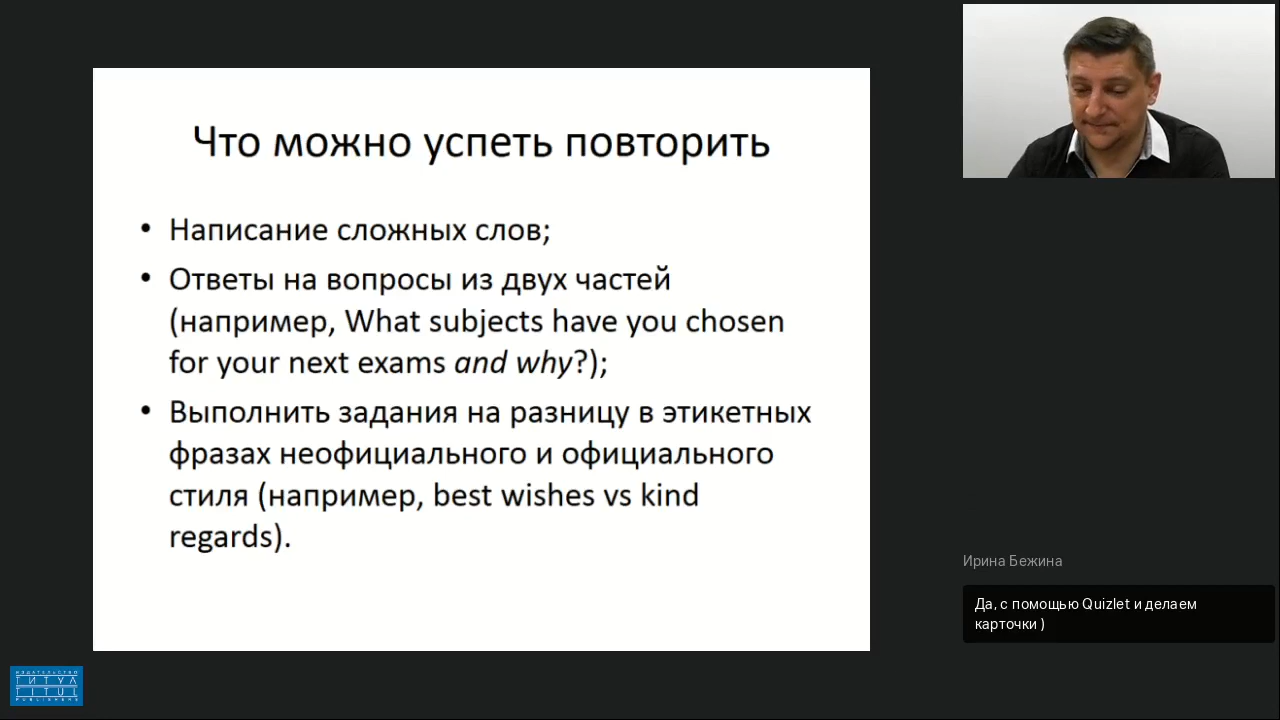 Что можно успеть повторить
• Написание сложных слов;
• Ответы на вопросы из двух частей
(например, What subjects have you chosen
for your next exams and why?);
• Выполнить задания на разницу в этикетных
фразах неофициального и официального
стиля (например, best wishes vs kind
regards).
Ирина Бежина
Да, с помощью Quizlet и делаем
карточки )
ИЗДАТЕЛЬСТВО
ТИТУЛ
TITUL
PUBLISHERS